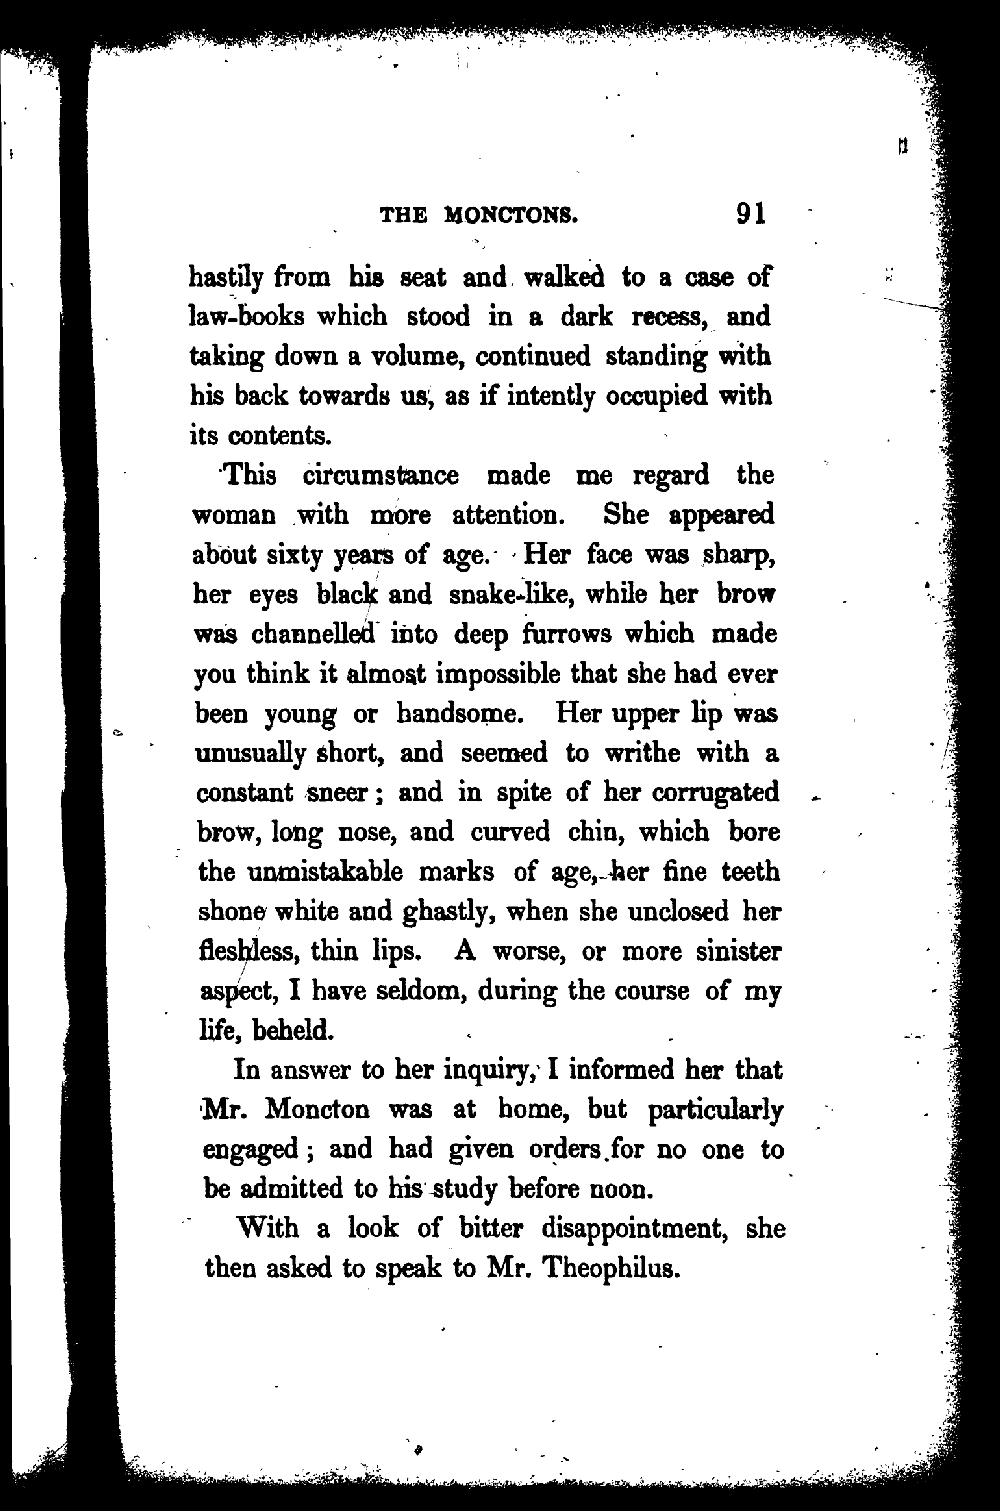 THE MONCTONS. 91
hastily from his seat and walked to a case of
law-books which stood in a dark recess, and
taking down a volume, continued standing with
his back towards us, as if intently occupied with
its contents.
This circumstance made me regard the
woman with more attention. She appeared
about sixty years of age. Her face was sharp,
her eyes black and snake-like, while her brow
was channelled into deep furrows which made
you think it almost impossible that she had ever
been young or handsome. Her upper lip was
unusually short, and seemed to writhe with a
constant sneer; and in spite of her corrugated
brow, long nose, and curved chin, which bore
the unmistakable marks of age, her fine teeth
shone white and ghastly, when she unclosed her
fleshless, thin lips. A worse, or more sinister
aspect, I have seldom, during the course of my
life, beheld.
In answer to her inquiry, I informed her that
Mr. Moncton was at home, but particularly
engaged; and had given orders for no one to
be admitted to his study before noon.
With a look of bitter disappointment, she
then asked to speak to Mr. Theophilus.